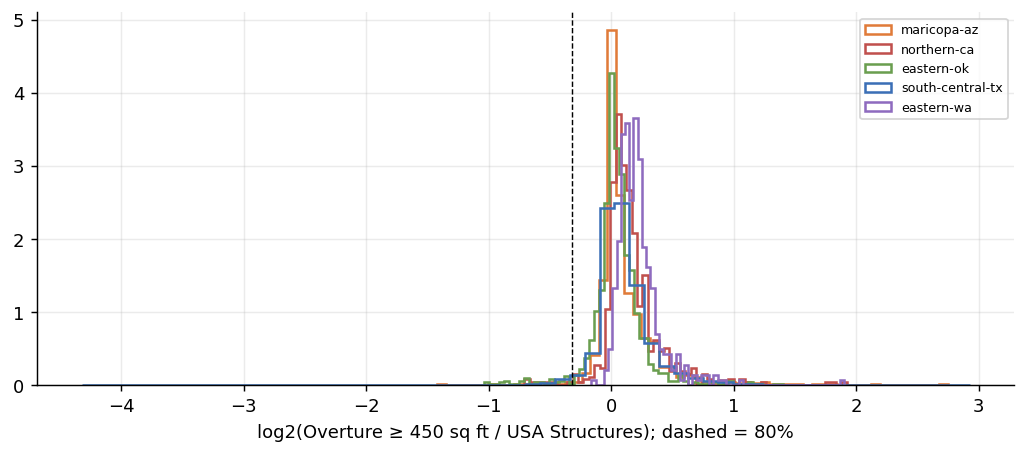 5
4
3
2
1
0
−4
−3
−2
−1
0
1
2
3
log2(Overture ≥ 450 sq ft / USA Structures); dashed = 80%
maricopa-az
northern-ca
eastern-ok
south-central-tx
eastern-wa